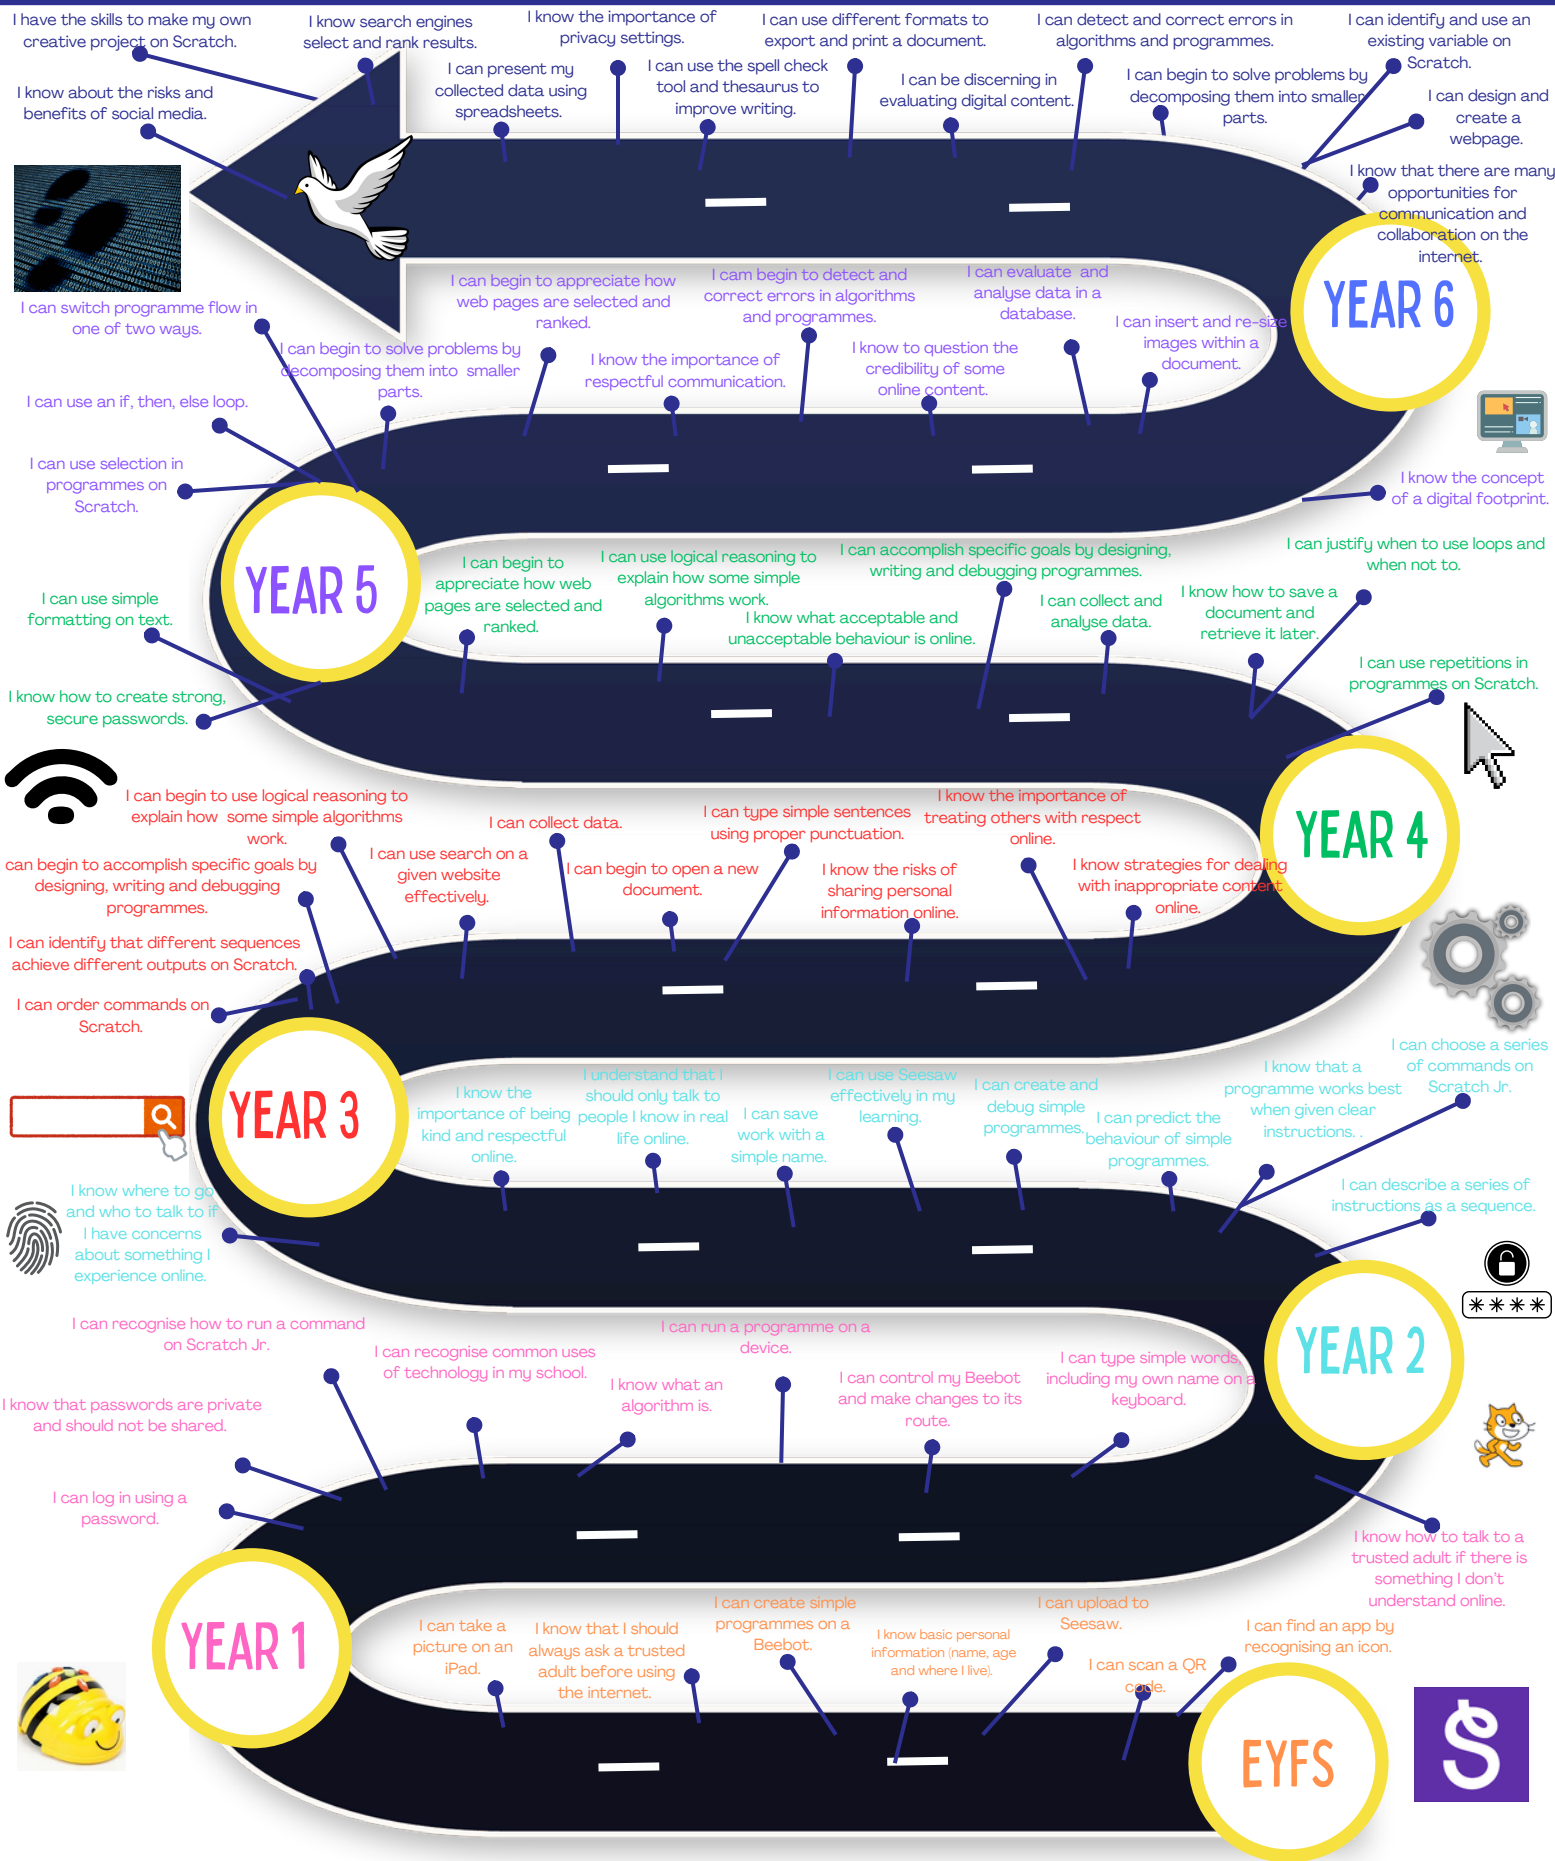 I have the skills to make my own
creative project on Scratch.
I know search engines
select and rank results.
I know the importance of
privacy settings.
I can use different formats to
export and print a document.
I can detect and correct errors in
algorithms and programmes.
I can identify and use an
existing variable on
Scratch.
I know about the risks and
benefits of social media.
I can present my
collected data using
spreadsheets.
I can use the spell check
tool and thesaurus to
improve writing.
I can be discerning in
evaluating digital content.
I can begin to solve problems by
decomposing them into smaller
parts.
I can design and
create a
webpage.
I know that there are many
opportunities for
communication and
collaboration on the
internet.
YEAR 6
I can switch programme flow in
one of two ways.
I can begin to solve problems by
decomposing them into  smaller
parts.
I can begin to appreciate how
web pages are selected and
ranked.
I know the importance of
respectful communication.
I cam begin to detect and
correct errors in algorithms
and programmes.
I know to question the
credibility of some
online content.
I can evaluate  and
analyse data in a
database.
I can insert and re-size
images within a
document.
I can use an if, then, else loop.
I can use selection in
programmes on
Scratch.
I know the concept
of a digital footprint.
YEAR 5
I can use simple
formatting on text.
I know how to create strong,
secure passwords.
I can begin to
appreciate how web
pages are selected and
ranked.
I can use logical reasoning to
explain how some simple
algorithms work.
I know what acceptable and
unacceptable behaviour is online.
I can accomplish specific goals by designing,
writing and debugging programmes.
I can collect and
analyse data.
I know how to save a
document and
retrieve it later.
I can justify when to use loops and
when not to.
I can use repetitions in
programmes on Scratch.
YEAR 4
I can begin to use logical reasoning to
explain how  some simple algorithms
work.
can begin to accomplish specific goals by
designing, writing and debugging
programmes.
I can identify that different sequences
achieve different outputs on Scratch.
I can order commands on
Scratch.
I can use search on a
given website
effectively.
I can collect data.
I can begin to open a new
document.
I can type simple sentences
using proper punctuation.
I know the risks of
sharing personal
information online.
I know the importance of
treating others with respect
online.
I know strategies for dealing
with inappropriate content
online.
YEAR 3
I know where to go
and who to talk to if
I have concerns
about something I
experience online.
I know the
importance of being
kind and respectful
online.
I understand that I
should only talk to
people I know in real
life online.
I can save
work with a
simple name.
I can use Seesaw
effectively in my
learning.
I can create and
debug simple
programmes.
I can predict the
behaviour of simple
programmes.
I know that a
programme works best
when given clear
instructions. .
I can choose a series
of commands on
Scratch Jr.
I can describe a series of
instructions as a sequence.
****
YEAR 2
I can recognise how to run a command
on Scratch Jr.
I know that passwords are private
and should not be shared.
I can log in using a
password.
I can recognise common uses
of technology in my school.
I know what an
algorithm is.
I can run a programme on a
device.
I can control my Beebot
and make changes to its
route.
I can type simple words,
including my own name on a
keyboard.
I know how to talk to a
trusted adult if there is
something I don't
understand online.
YEAR 1
I can take a
picture on an
iPad.
I know that I should
always ask a trusted
adult before using
the internet.
I can create simple
programmes on a
Beebot.
I know basic personal
information (name, age
and where I live).
I can upload to
Seesaw.
I can scan a QR
code.
I can find an app by
recognising an icon.
EYFS
S